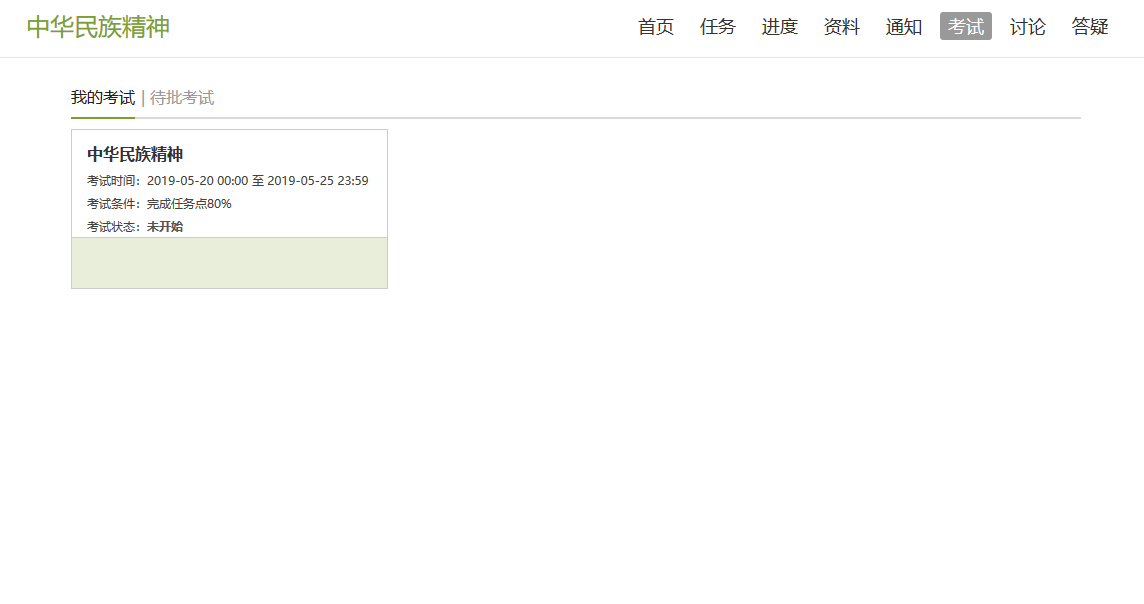 中华民族精神
首页 任务 进度 资料 通知 考试 讨论 答疑
我的考试 | 待批考试
中华民族精神
考试时间：2019-05-20 00:00 至 2019-05-25 23:59
考试条件：完成任务点80%
考试状态：未开始